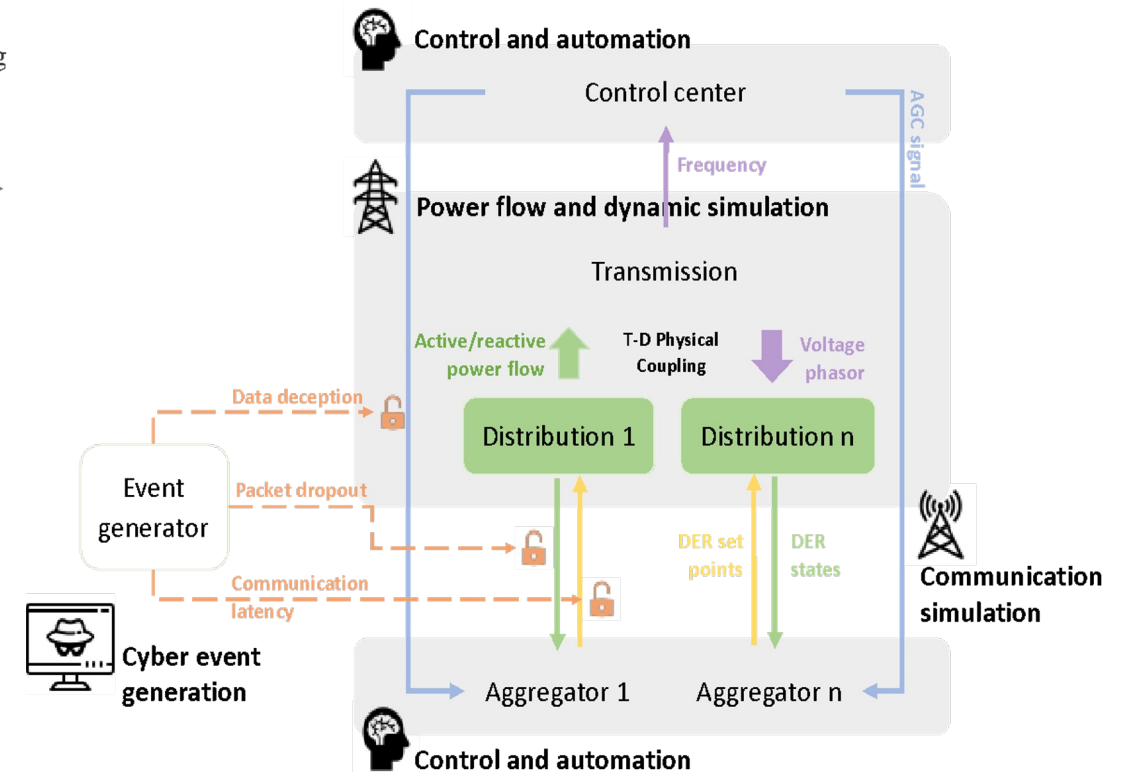 g
Control and automation
Control center
AGC signal
Frequency
Power flow and dynamic simulation
Transmission
Active/reactive
power flow
T-D Physical
Coupling
Voltage
phasor
Data deception
Distribution 1
Distribution n
Event
generator
Packet dropout
DER set
points
DER
states
Communication
simulation
Communication
latency
Cyber event
generation
Aggregator 1
Aggregator n
Control and automation